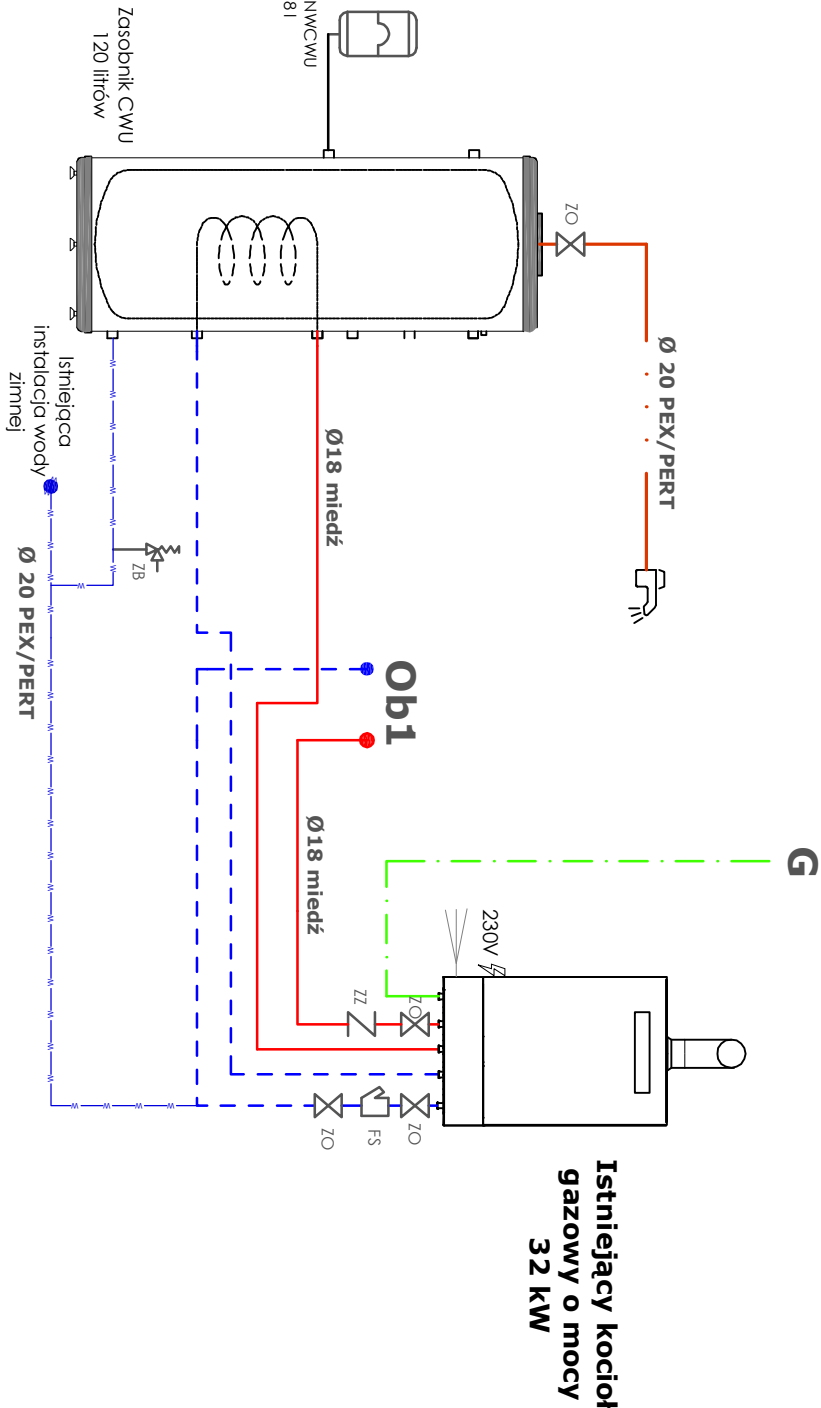 NWCWU
8 l
Zasobnik CWU
120 litrów
ZO
Ø 20 PEX/PERT
Ø18 miedź
Istniejąca
instalacja wody
zimnej
ZB
Ø 20 PEX/PERT
Ob1
Ø18 miedź
G
230V
ZZ
ZO
ZO
FS
ZO
Istniejący kocioł
gazowy o mocy
32 kW